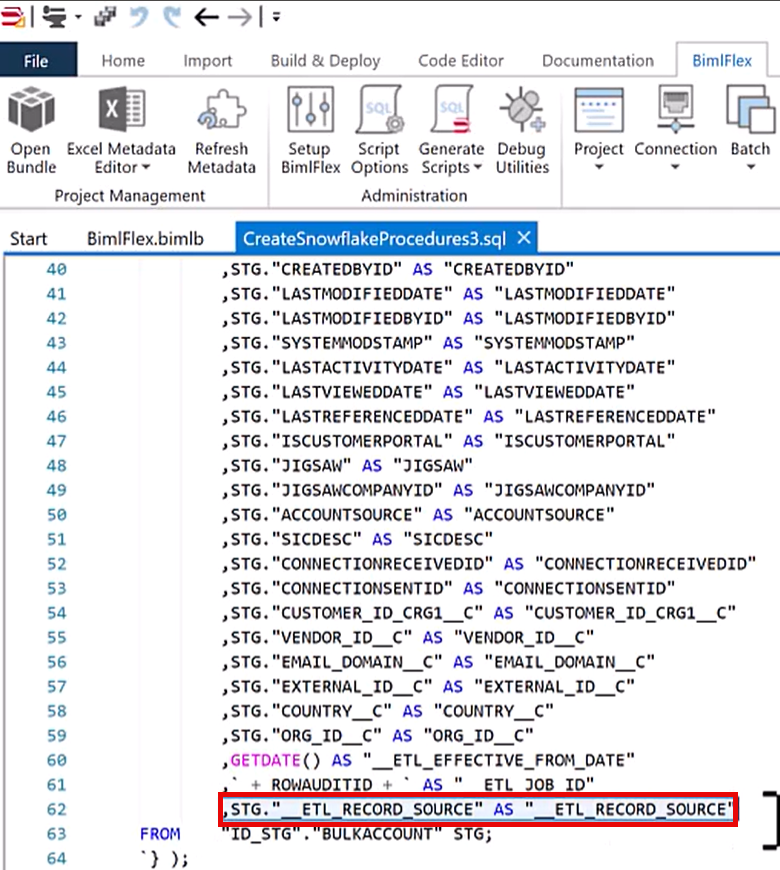 File Home Import Build & Deploy Code Editor Documentation BimlFlex
Open Bundle
Excel Metadata Editor
Refresh Metadata
Setup BimlFlex
Script Options
Generate Scripts
Debug Utilities
Project
Connection
Batch
Project Management
Administration
Start BimlFlex.bimlb CreateSnowflakeProcedures3.sql
40 ,STG."CREATEDBYID" AS "CREATEDBYID"
41 ,STG."LASTMODIFIEDDATE" AS "LASTMODIFIEDDATE"
42 ,STG."LASTMODIFIEDBYID" AS "LASTMODIFIEDBYID"
43 ,STG."SYSTEMMODSTAMP" AS "SYSTEMMODSTAMP"
44 ,STG."LASTACTIVITYDATE" AS "LASTACTIVITYDATE"
45 ,STG."LASTVIEWEDDATE" AS "LASTVIEWEDDATE"
46 ,STG."LASTREFERENCEDDATE" AS "LASTREFERENCEDDATE"
47 ,STG."ISCUSTOMERPORTAL" AS "ISCUSTOMERPORTAL"
48 ,STG."JIGSAW" AS "JIGSAW"
49 ,STG."JIGSAWCOMPANYID" AS "JIGSAWCOMPANYID"
50 ,STG."ACCOUNTSOURCE" AS "ACCOUNTSOURCE"
51 ,STG."SICDESC" AS "SICDESC"
52 ,STG."CONNECTIONRECEIVEDID" AS "CONNECTIONRECEIVEDID"
53 ,STG."CONNECTIONSENTID" AS "CONNECTIONSENTID"
54 ,STG."CUSTOMER_ID_CRG1__C" AS "CUSTOMER_ID_CRG1__C"
55 ,STG."VENDOR_ID__C" AS "VENDOR_ID__C"
56 ,STG."EMAIL_DOMAIN__C" AS "EMAIL_DOMAIN__C"
57 ,STG."EXTERNAL_ID__C" AS "EXTERNAL_ID__C"
58 ,STG."COUNTRY__C" AS "COUNTRY__C"
59 ,STG."ORG_ID__C" AS "ORG_ID__C"
60 ,GETDATE() AS "__ETL_EFFECTIVE_FROM_DATE"
61 ,` + ROWAUDITID + ` AS "__ETL_JOB_ID"
62 ,STG."__ETL_RECORD_SOURCE" AS "__ETL_RECORD_SOURCE"
63 FROM "ID_STG"."BULKACCOUNT" STG;
64 `} );